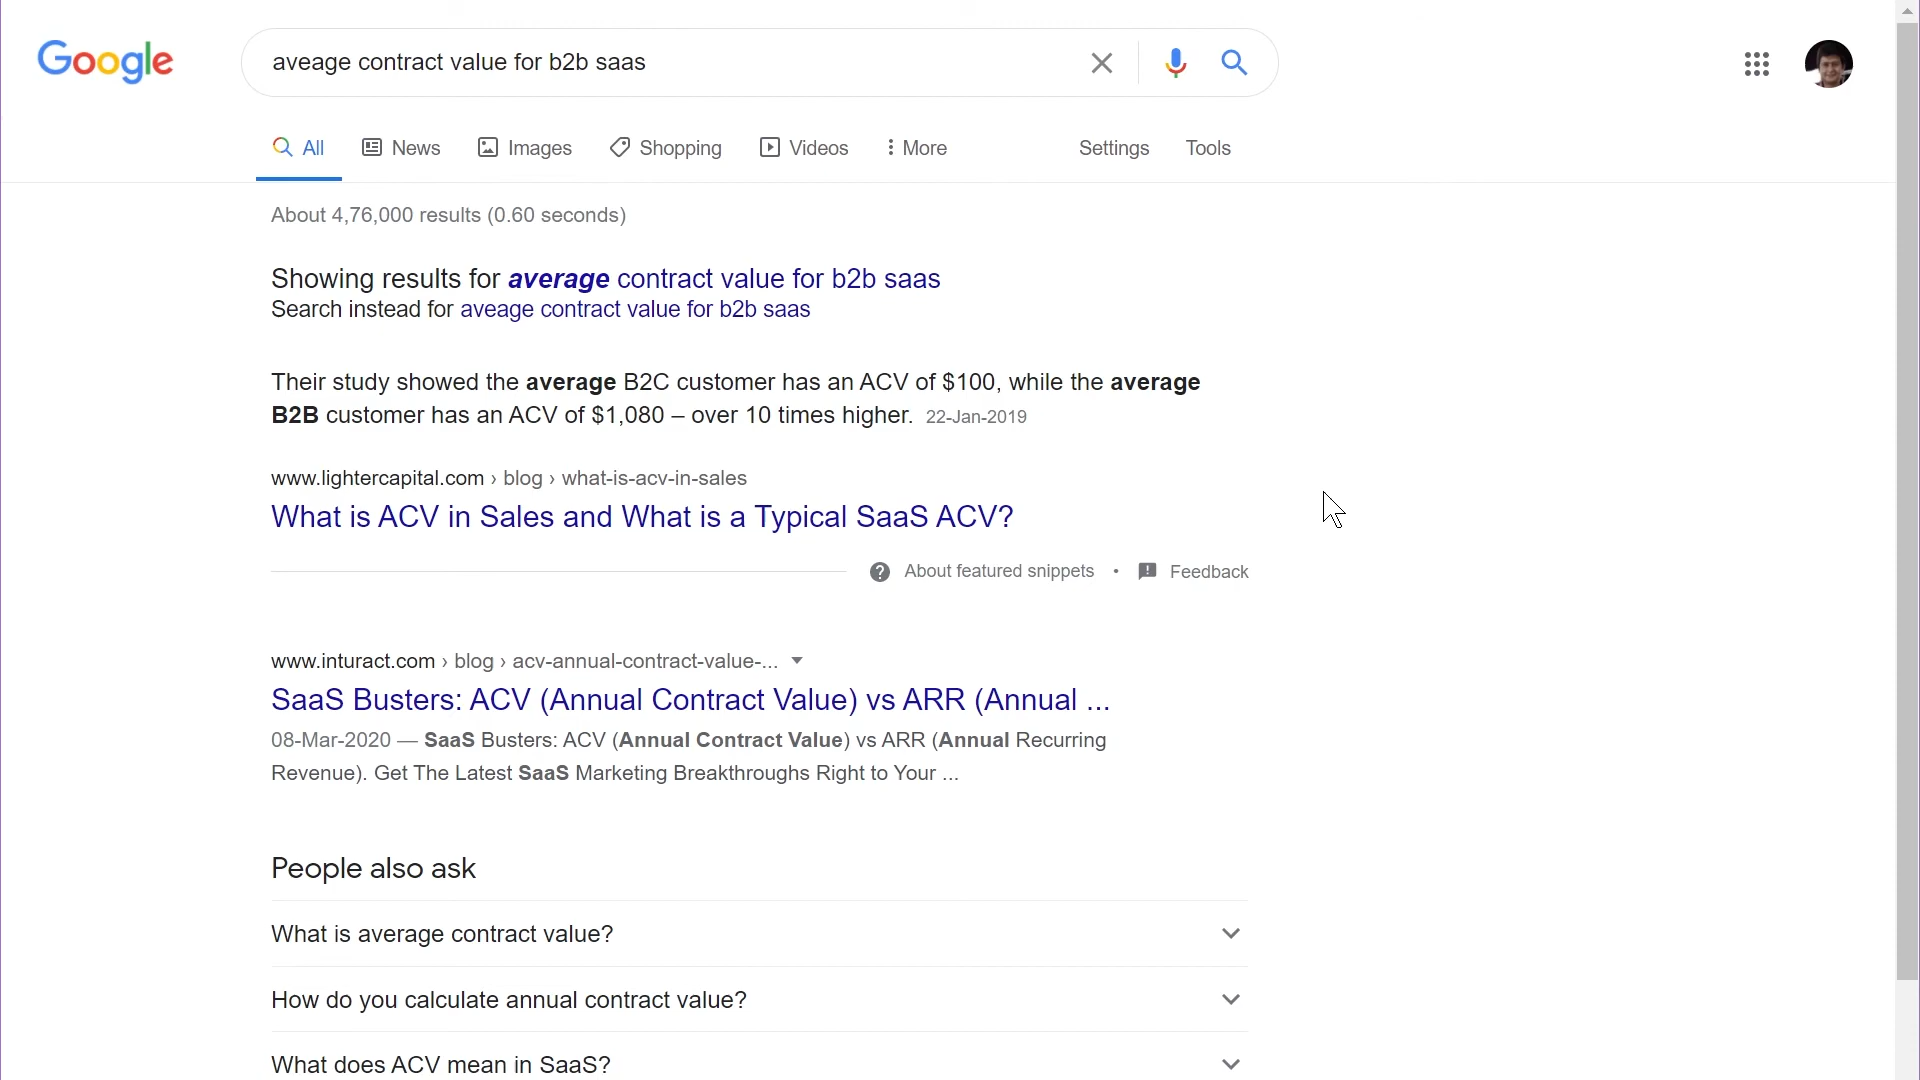 Google
aveage contract value for b2b saas
All News Images Shopping Videos More Settings Tools
About 4,76,000 results (0.60 seconds)
Showing results for average contract value for b2b saas
Search instead for aveage contract value for b2b saas
Their study showed the average B2C customer has an ACV of $100, while the average
B2B customer has an ACV of $1,080 – over 10 times higher. 22-Jan-2019
www.lightercapital.com › blog › what-is-acv-in-sales
What is ACV in Sales and What is a Typical SaaS ACV?
About featured snippets • Feedback
www.inturact.com › blog › acv-annual-contract-value-...
SaaS Busters: ACV (Annual Contract Value) vs ARR (Annual ...
08-Mar-2020 — SaaS Busters: ACV (Annual Contract Value) vs ARR (Annual Recurring
Revenue). Get The Latest SaaS Marketing Breakthroughs Right to Your ...
People also ask
What is average contract value?
How do you calculate annual contract value?
What does ACV mean in SaaS?